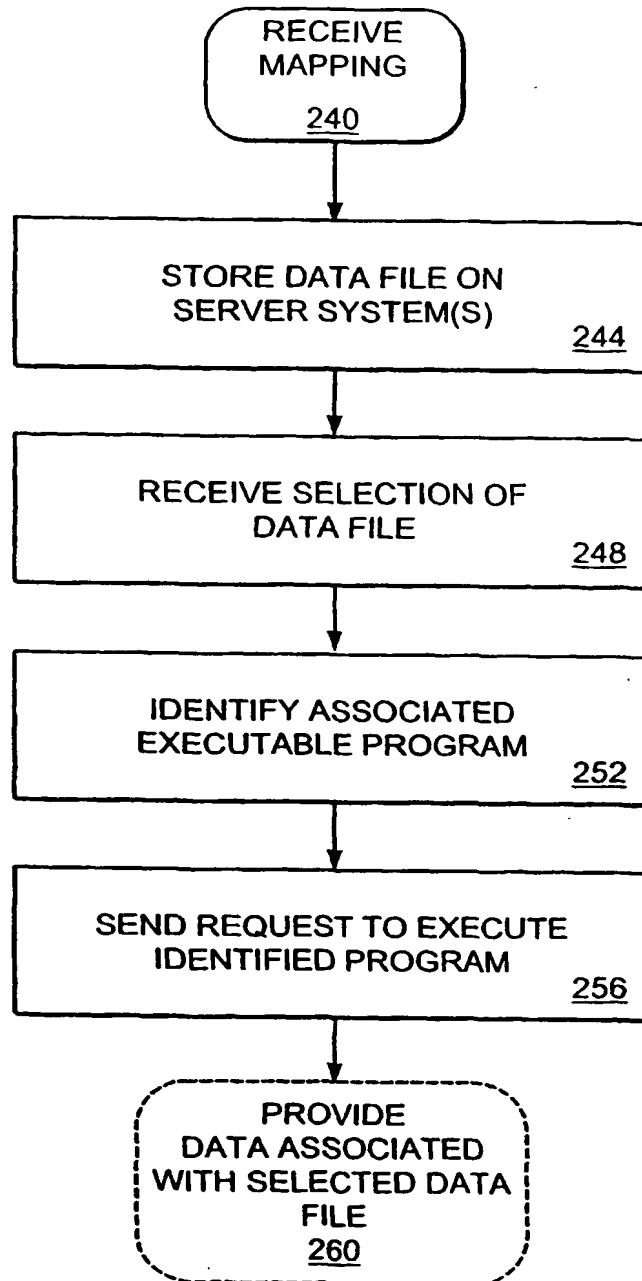 RECEIVE
MAPPING
240
STORE DATA FILE ON
SERVER SYSTEM(S)
244
RECEIVE SELECTION OF
DATA FILE
248
IDENTIFY ASSOCIATED
EXECUTABLE PROGRAM
252
SEND REQUEST TO EXECUTE
IDENTIFIED PROGRAM
256
PROVIDE
DATA ASSOCIATED
WITH SELECTED DATA
FILE
260